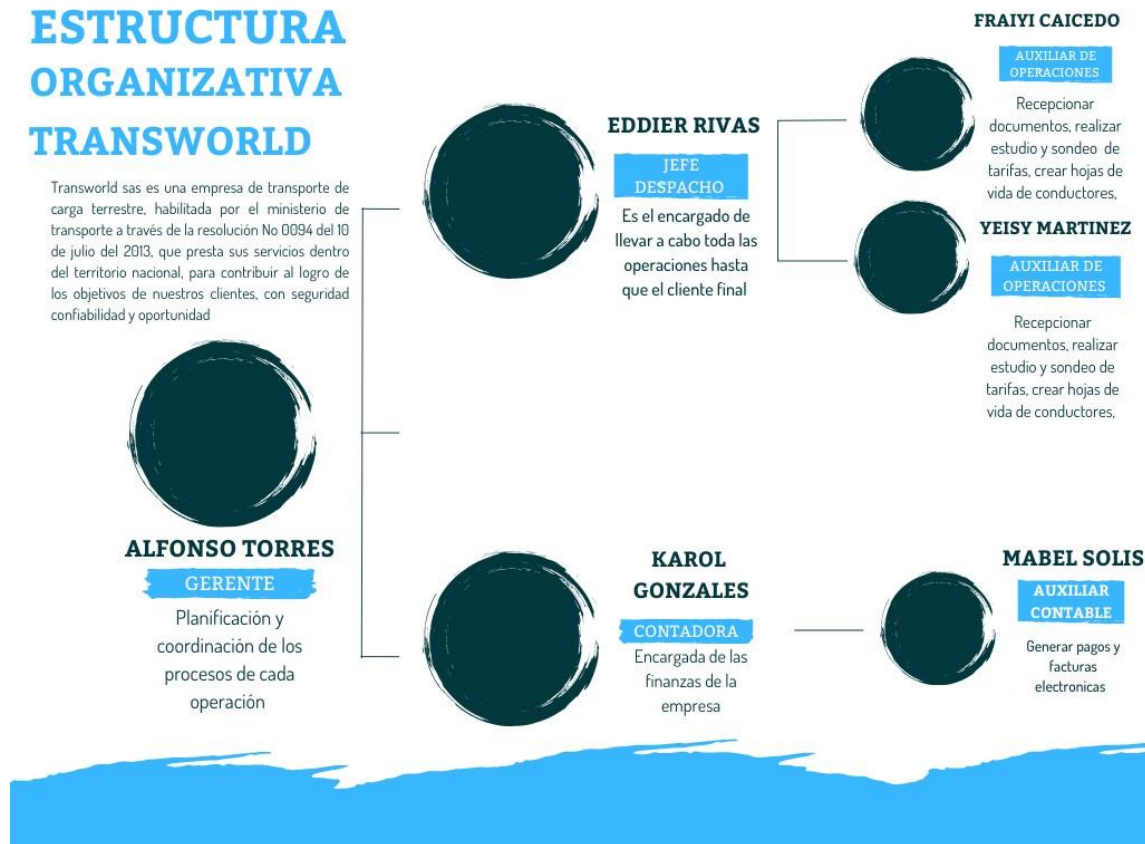 ESTRUCTURA
ORGANIZATIVA
TRANSWORLD
Transworld sas es una empresa de transporte de
carga terrestre, habilitada por el ministerio de
transporte a través de la resolución No 0094 del 10
de julio del 2013, que presta sus servicios dentro
del territorio nacional, para contribuir al logro de
los objetivos de nuestros clientes, con seguridad
confiabilidad y oportunidad
ALFONSO TORRES
GERENTE
Planificación y
coordinación de los
procesos de cada
operación
EDDIER RIVAS
JEFE
DESPACHO
Es el encargado de
llevar a cabo toda las
operaciones hasta
que el cliente final
FRAIYI CAICEDO
AUXILIAR DE
OPERACIONES
Recepcionar
documentos, realizar
estudio y sondeo de
tarifas, crear hojas de
vida de conductores,
YEISY MARTINEZ
AUXILIAR DE
OPERACIONES
Recepcionar
documentos, realizar
estudio y sondeo de
tarifas, crear hojas de
vida de conductores,
KAROL
GONZALES
CONTADORA
Encargada de las
finanzas de la
empresa
MABEL SOLIS
AUXILIAR
CONTABLE
Generar pagos y
facturas
electronicas